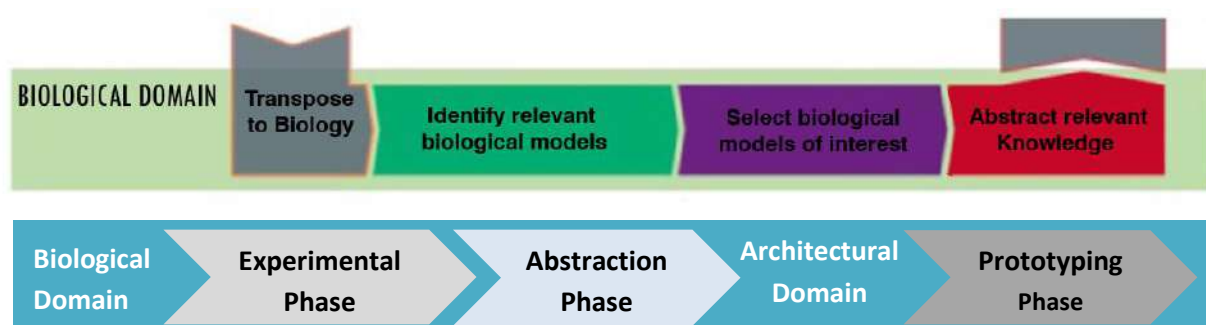 BIOLOGICAL DOMAIN
Transpose
to Biology
Identify relevant
biological models
Select biological
models of interest
Abstract relevant
Knowledge
Biological
Domain
Experimental
Phase
Abstraction
Phase
Architectural
Domain
Prototyping
Phase